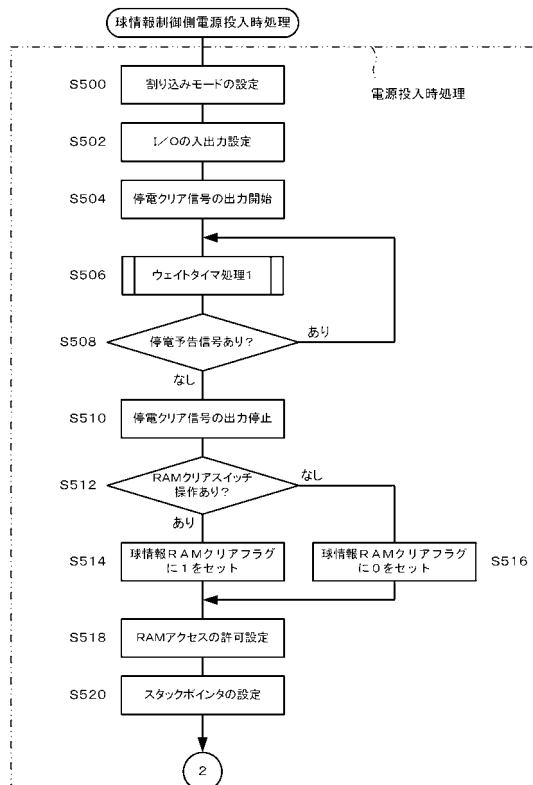 球情報制御側電源投入時処理
電源投入時処理
S500
割り込みモードの設定
S502
I／Oの入出力設定
S504
停電クリア信号の出力開始
S506
ウェイトタイマ処理1
S508
停電予告信号あり？
あり
なし
S510
停電クリア信号の出力停止
S512
RAMクリアスイッチ
操作あり？
なし
あり
S514
球情報RAMクリアフラグ
に1をセット
球情報RAMクリアフラグ
に0をセット
S516
S518
RAMアクセスの許可設定
S520
スタックポインタの設定
2